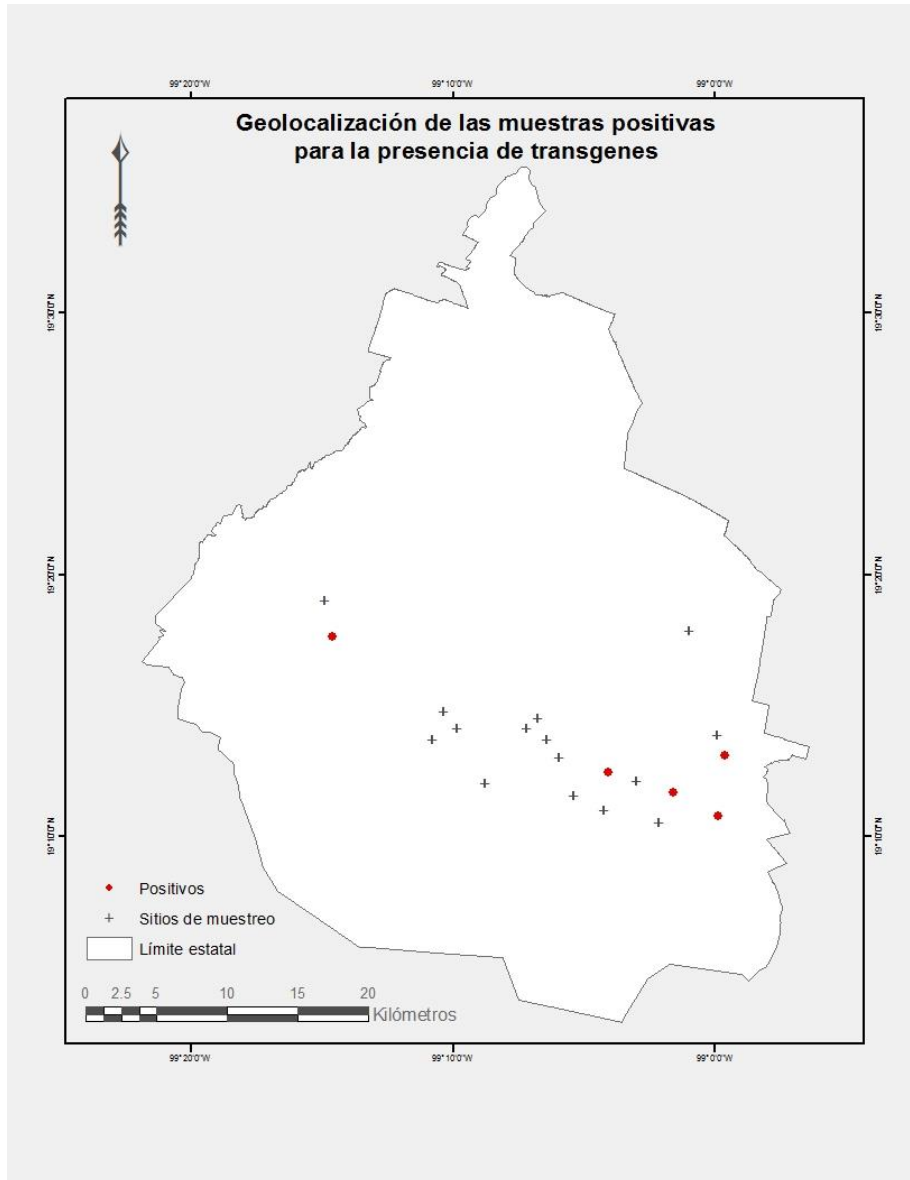 99°20'0"W 99°10'0"W 99°0'0"W
Geolocalización de las muestras positivas
para la presencia de transgenes
19°30'0"N 19°30'0"N
19°20'0"N 19°20'0"N
19°10'0"N 19°10'0"N
Positivos
Sitios de muestreo
Límite estatal
0 2.5 5 10 15 20
Kilómetros
99°20'0"W 99°10'0"W 99°0'0"W